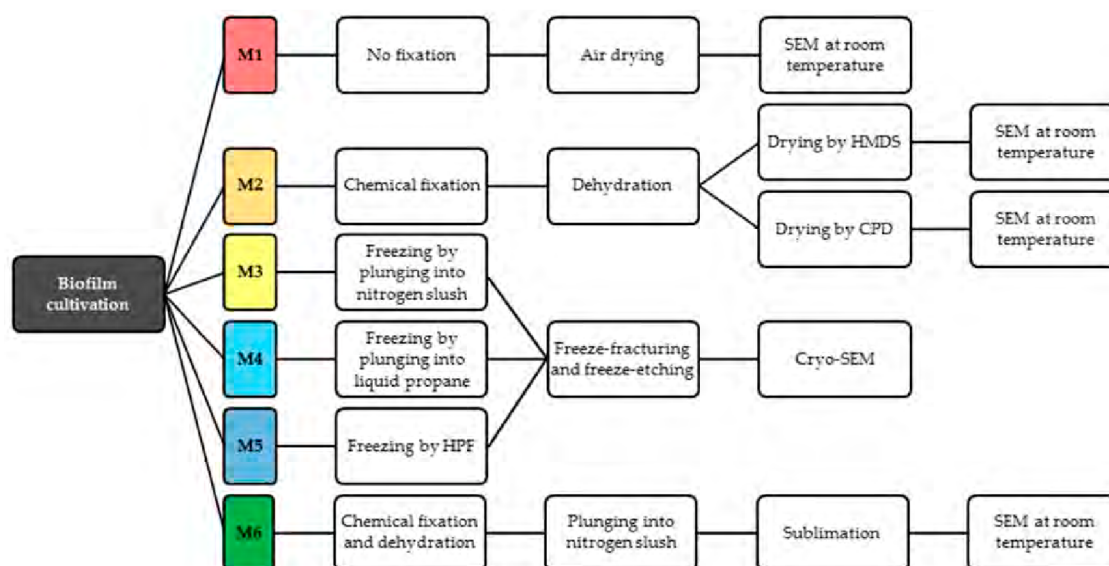 M1
No fixation
Air drying
SEM at room
temperature
M2
Chemical fixation
Dehydration
Drying by HMDS
SEM at room
temperature
Drying by CPD
SEM at room
temperature
Biofilm
cultivation
M3
Freezing by
plunging into
nitrogen slush
M4
Freezing by
plunging into
liquid propane
Freeze-fracturing
and freeze-etching
Cryo-SEM
M5
Freezing by HPF
M6
Chemical fixation
and dehydration
Plunging into
nitrogen slush
Sublimation
SEM at room
temperature